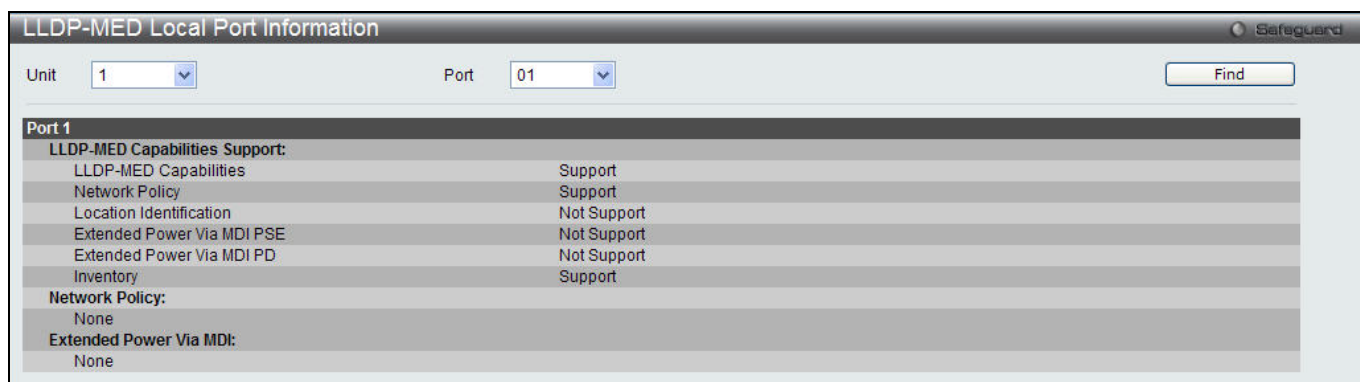 LLDP-MED Local Port Information Safeguard
Unit 1 Port 01 Find
Port 1
LLDP-MED Capabilities Support:
LLDP-MED Capabilities Support
Network Policy Support
Location Identification Not Support
Extended Power Via MDI PSE Not Support
Extended Power Via MDI PD Not Support
Inventory Support
Network Policy:
None
Extended Power Via MDI:
None